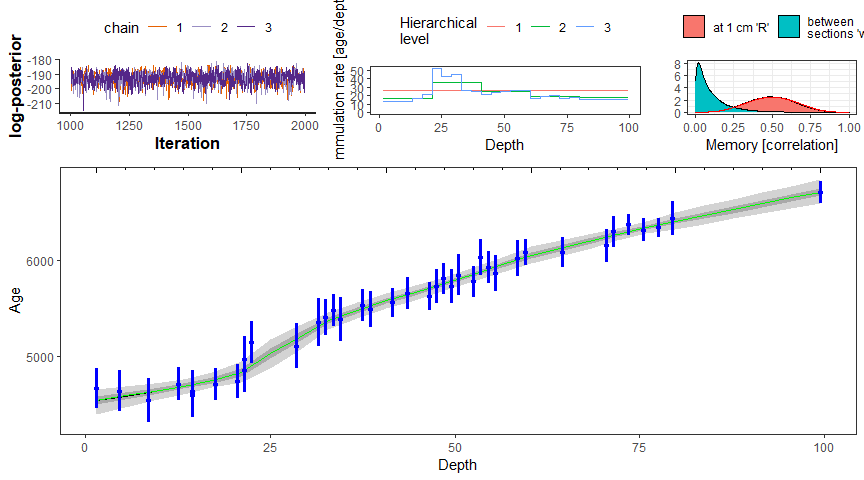 chain 1 2 3
log-posterior
-180
-190
-200
-210
1000 1250 1500 1750 2000
Iteration
Hierarchical
level 1 2 3
mmulation rate [age/dept
50
40
30
20
10
0
0 25 50 75 100
Depth
at 1 cm 'R' between
sections 'v
8
6
4
2
0
0.00 0.25 0.50 0.75 1.00
Memory [correlation]
Age
6000
5000
0 25 50 75 100
Depth